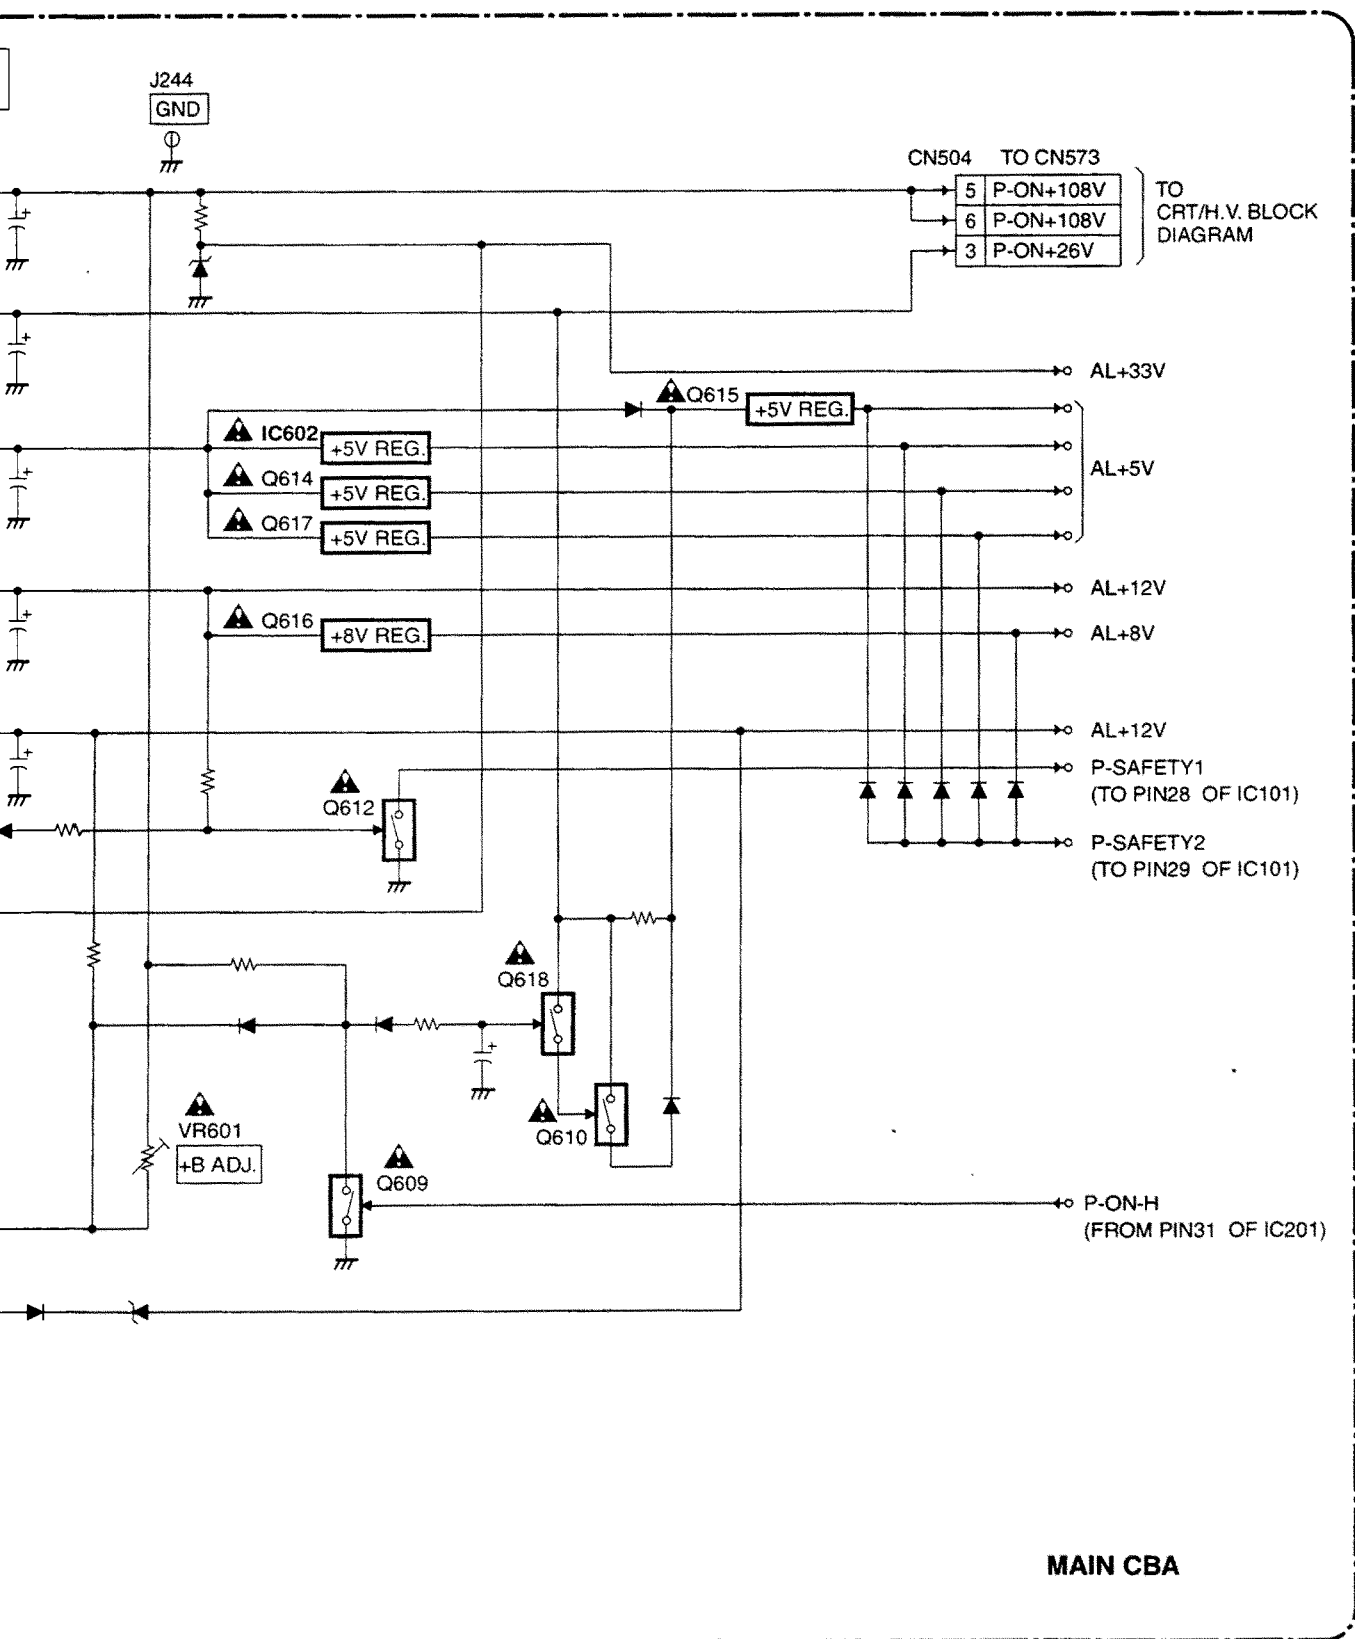 J244
GND
CN504 TO CN573
5 P-ON+108V
6 P-ON+108V
3 P-ON+26V
TO
CRT/H.V. BLOCK
DIAGRAM
AL+33V
Q615
+5V REG.
IC602
+5V REG.
Q614
+5V REG.
AL+5V
Q617
+5V REG.
AL+12V
Q616
+8V REG.
AL+8V
AL+12V
P-SAFETY1
(TO PIN28 OF IC101)
Q612
P-SAFETY2
(TO PIN29 OF IC101)
Q618
VR601
+B ADJ.
Q610
Q609
P-ON-H
(FROM PIN31 OF IC201)
MAIN CBA